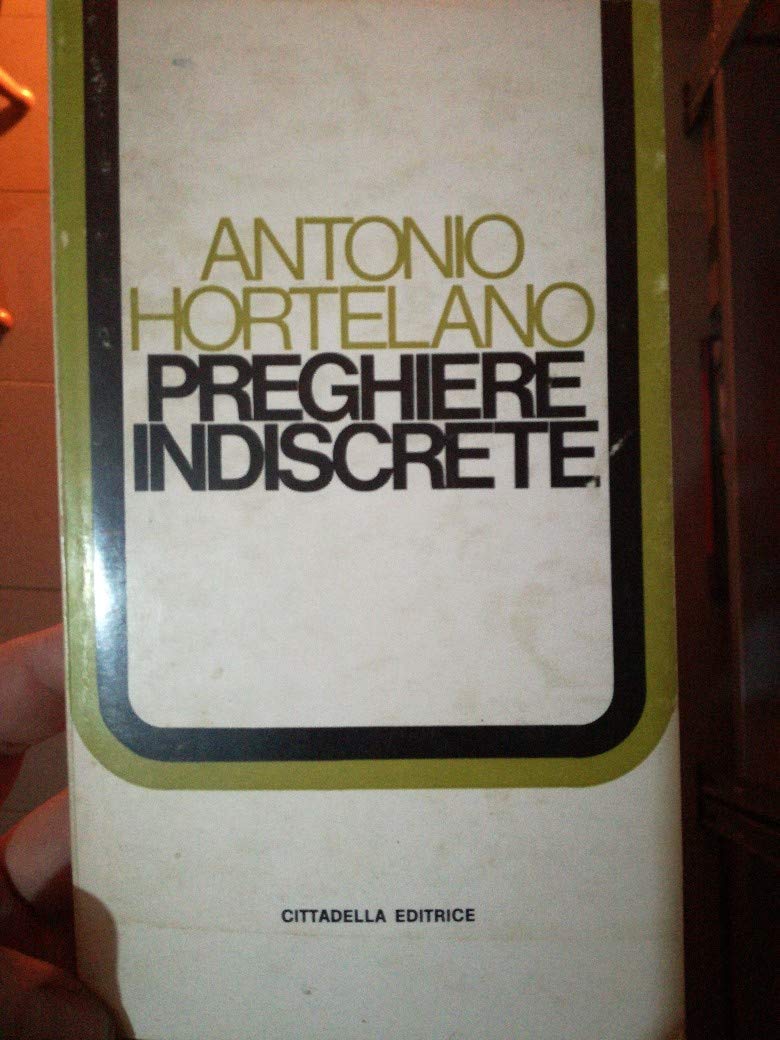 ANTONIO
HORTELANO
PREGHIERE
INDISCRETE
CITTADELLA EDITRICE